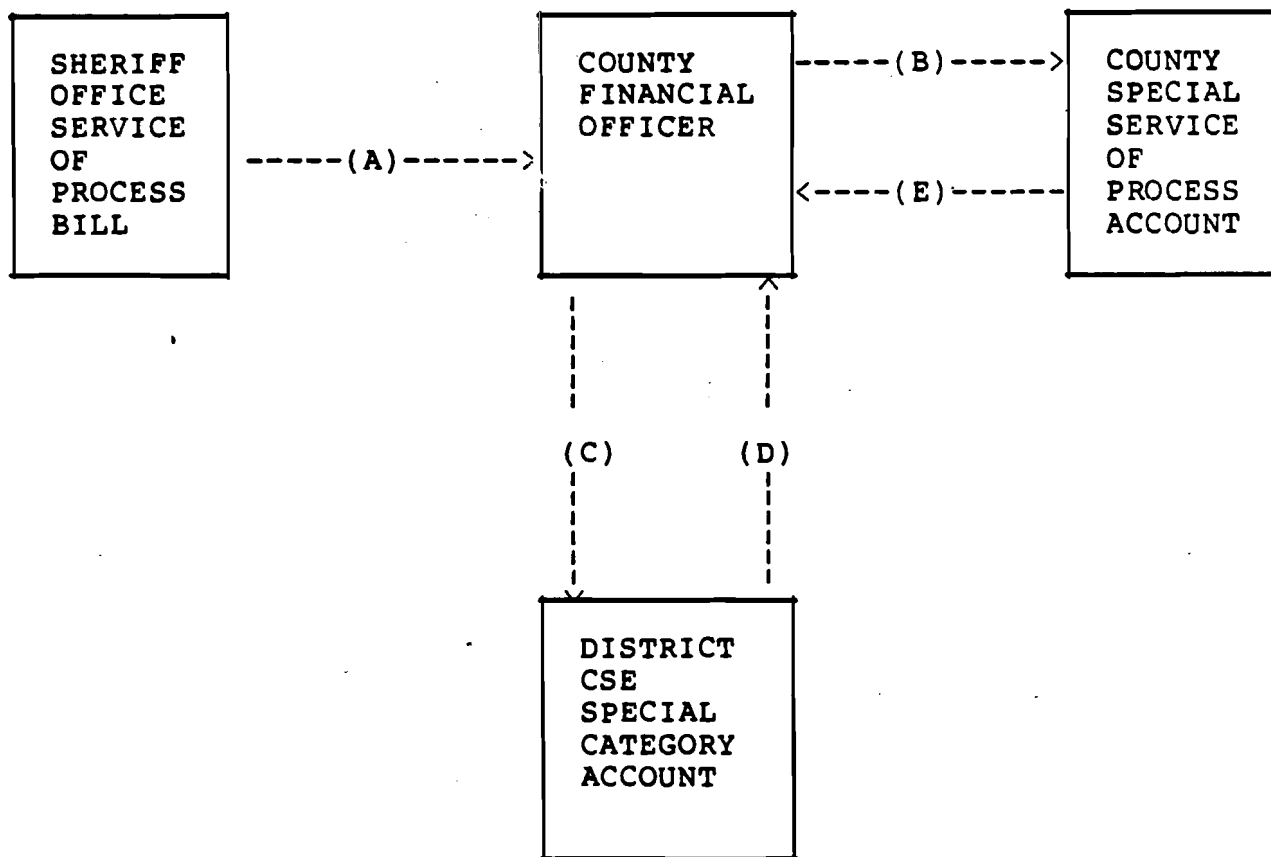 SHERIFF
OFFICE
SERVICE
OF
PROCESS
BILL
-----(A)------>
COUNTY
FINANCIAL
OFFICER
-----(B)----->
<----(E)-----
COUNTY
SPECIAL
SERVICE
OF
PROCESS
ACCOUNT
(C)
(D)
DISTRICT
CSE
SPECIAL
CATEGORY
ACCOUNT